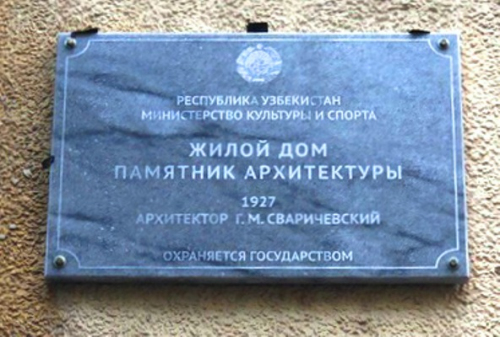 РЕСПУБЛИКА УЗБЕКИСТАН
МИНИСТЕРСТВО КУЛЬТУРЫ И СПОРТА
ЖИЛОЙ ДОМ
ПАМЯТНИК АРХИТЕКТУРЫ
1927
АРХИТЕКТОР Г. М. СВАРИЧЕВСКИЙ
ОХРАНЯЕТСЯ ГОСУДАРСТВОМ